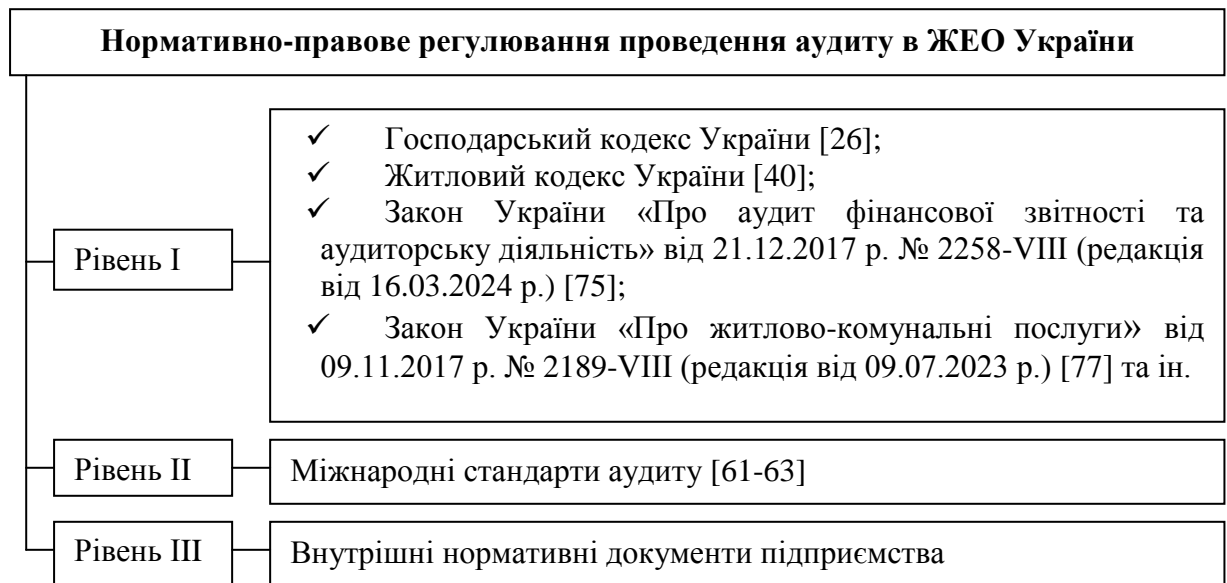 Нормативно-правове регулювання проведення аудиту в ЖЕО України
Рівень І
✓ Господарський кодекс України [26];
✓ Житловий кодекс України [40];
✓ Закон України «Про аудит фінансової звітності та
аудиторську діяльність» від 21.12.2017 р. № 2258-VIII (редакція
від 16.03.2024 р.) [75];
✓ Закон України «Про житлово-комунальні послуги» від
09.11.2017 р. № 2189-VIII (редакція від 09.07.2023 р.) [77] та ін.
Рівень ІІ
Міжнародні стандарти аудиту [61-63]
Рівень ІІІ
Внутрішні нормативні документи підприємства